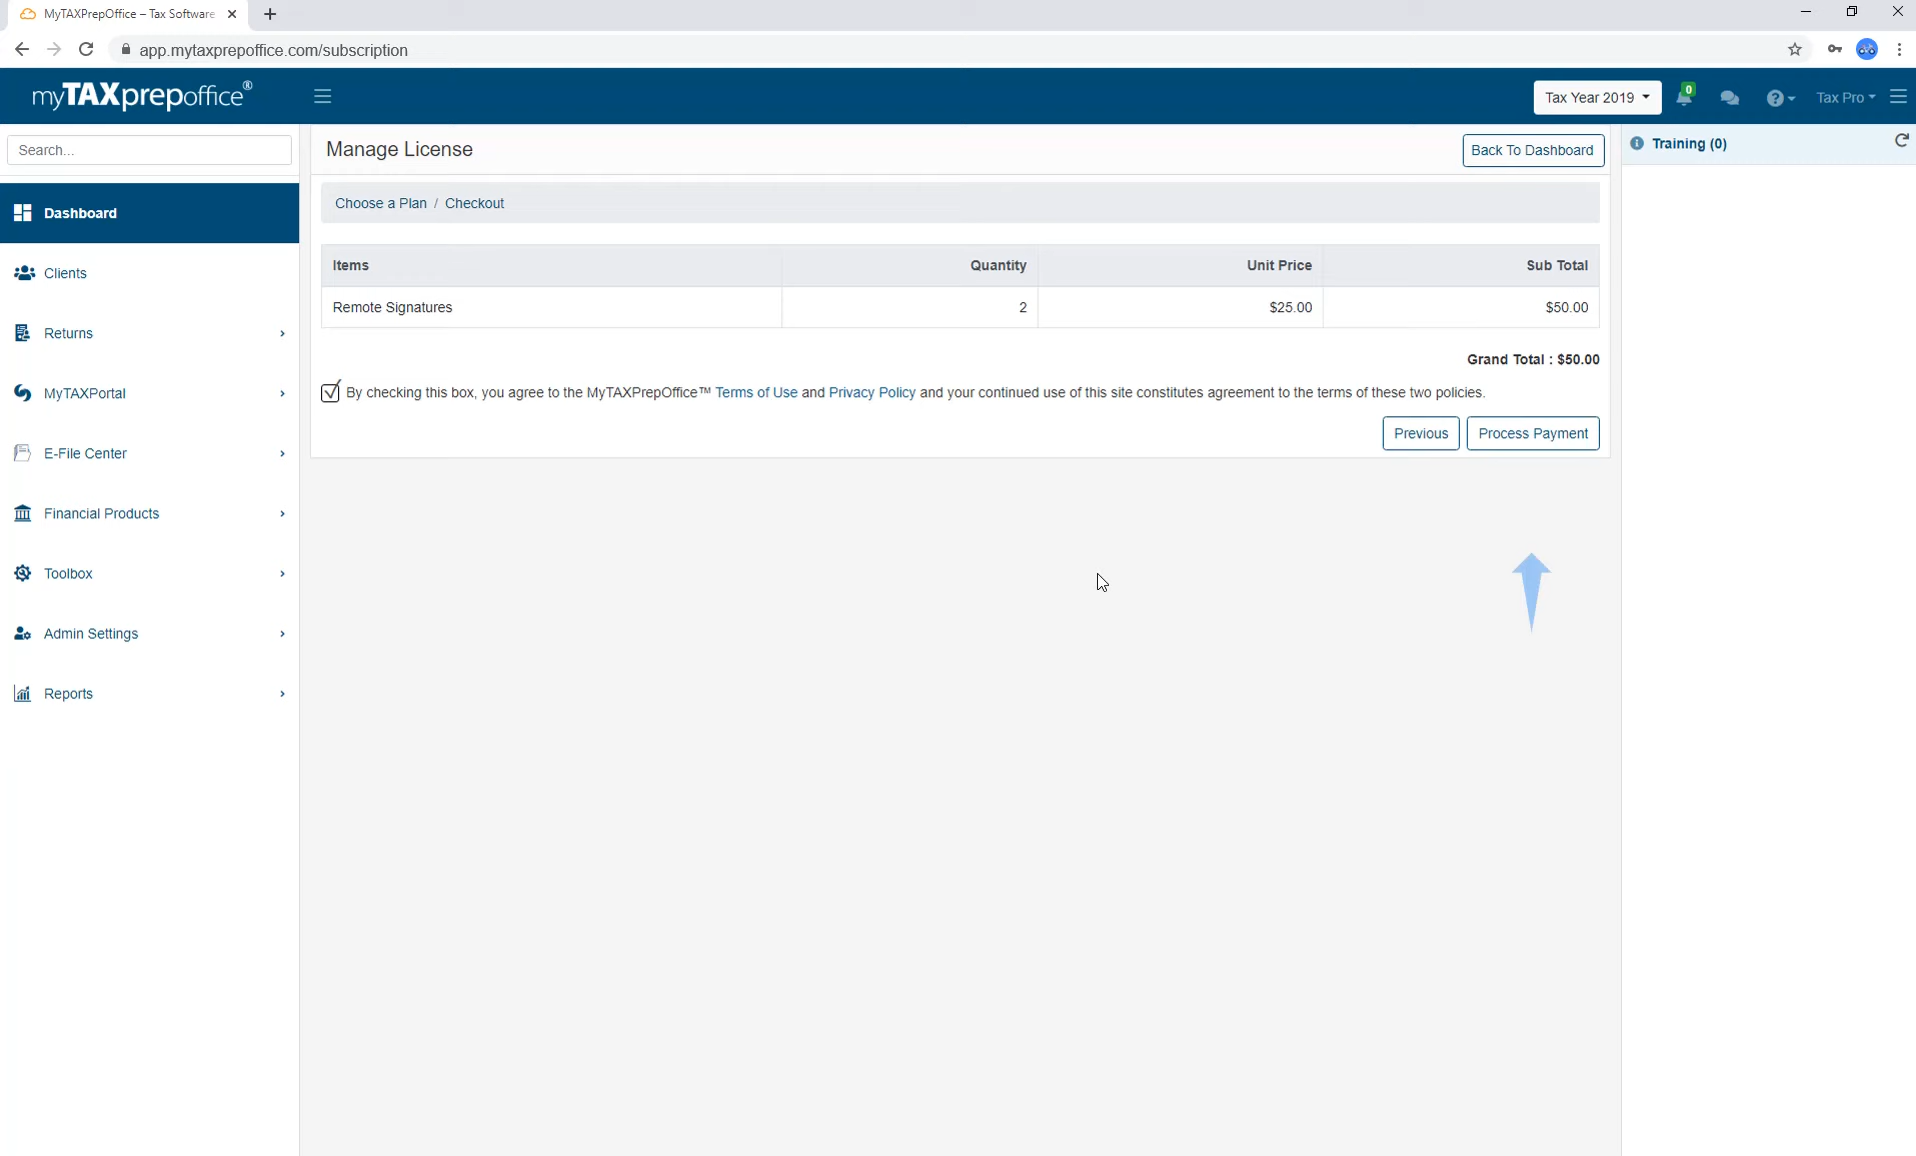 MyTAXPrepOffice – Tax Software
app.mytaxprepoffice.com/subscription
myTAXprepoffice®
Tax Year 2019
0
Tax Pro
Search...
Manage License
Back To Dashboard
Training (0)
Choose a Plan / Checkout
Dashboard
Clients
Returns
MyTAXPortal
E-File Center
Financial Products
Toolbox
Admin Settings
Reports
Items Quantity Unit Price Sub Total
Remote Signatures 2 $25.00 $50.00
Grand Total : $50.00
By checking this box, you agree to the MyTAXPrepOffice™ Terms of Use and Privacy Policy and your continued use of this site constitutes agreement to the terms of these two policies.
Previous
Process Payment